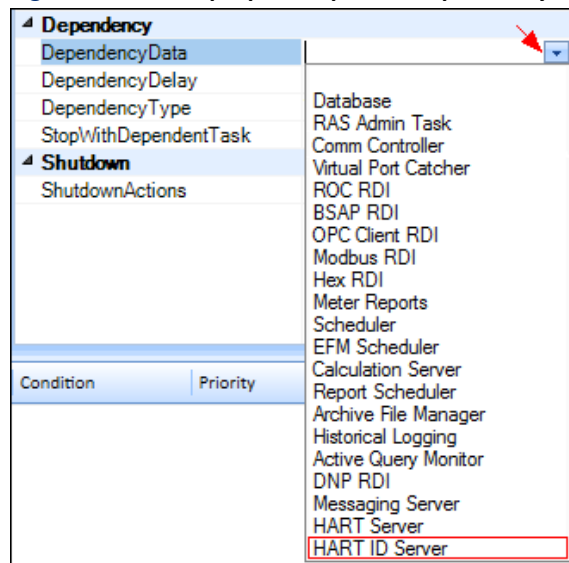 Dependency
DependencyData
DependencyDelay
DependencyType
StopWithDependentTask
Shutdown
ShutdownActions
Database
RAS Admin Task
Comm Controller
Virtual Port Catcher
ROC RDI
BSAP RDI
OPC Client RDI
Modbus RDI
Hex RDI
Meter Reports
Scheduler
EFM Scheduler
Calculation Server
Report Scheduler
Archive File Manager
Historical Logging
Active Query Monitor
DNP RDI
Messaging Server
HART Server
HART ID Server
Condition Priority